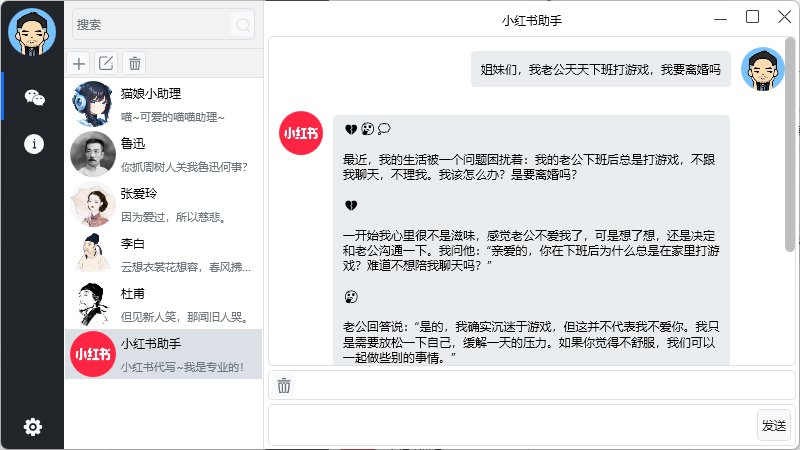 搜索
猫娘小助理
喵~可爱的喵喵助理~
鲁迅
你抓周树人关我鲁迅何事?
张爱玲
因为爱过，所以慈悲。
李白
云想衣裳花想容，春风拂...
杜甫
但见新人笑，那闻旧人哭。
小红书
小红书助手
小红书代写~我是专业的!
小红书助手
姐妹们，我老公天天下班打游戏，我要离婚吗
小红书
最近，我的生活被一个问题困扰着：我的老公下班后总是打游戏，不跟
我聊天，不理我。我该怎么办？是要离婚吗？
一开始我心里很不是滋味，感觉老公不爱我了，可是想了想，还是决定
和老公沟通一下。我问他：“亲爱的，你在下班后为什么总是在家里打游
戏？难道不想陪我聊天吗？”
老公回答说：“是的，我确实沉迷于游戏，但这并不代表我不爱你。我只
是需要放松一下自己，缓解一天的压力。如果你觉得不舒服，我们可以
一起做些别的事情。”
发送